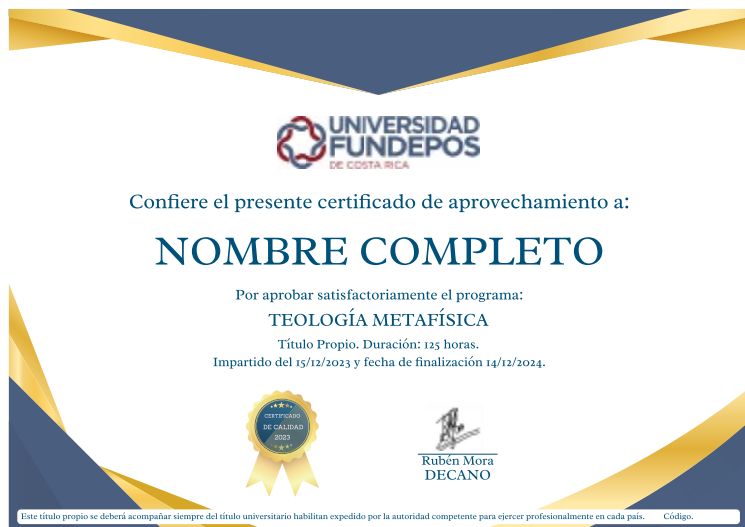 UNIVERSIDAD
FUNDEPOS
DE COSTA RICA
Confiere el presente certificado de aprovechamiento a:
NOMBRE COMPLETO
Por aprobar satisfactoriamente el programa:
TEOLOGÍA METAFÍSICA
Título Propio. Duración: 125 horas.
Impartido del 15/12/2023 y fecha de finalización 14/12/2024.
CERTIFICADO
DE CALIDAD
2023
Rubén Mora
DECANO
Este título propio se deberá acompañar siempre del título universitario habilitan expedido por la autoridad competente para ejercer profesionalmente en cada país. Código.